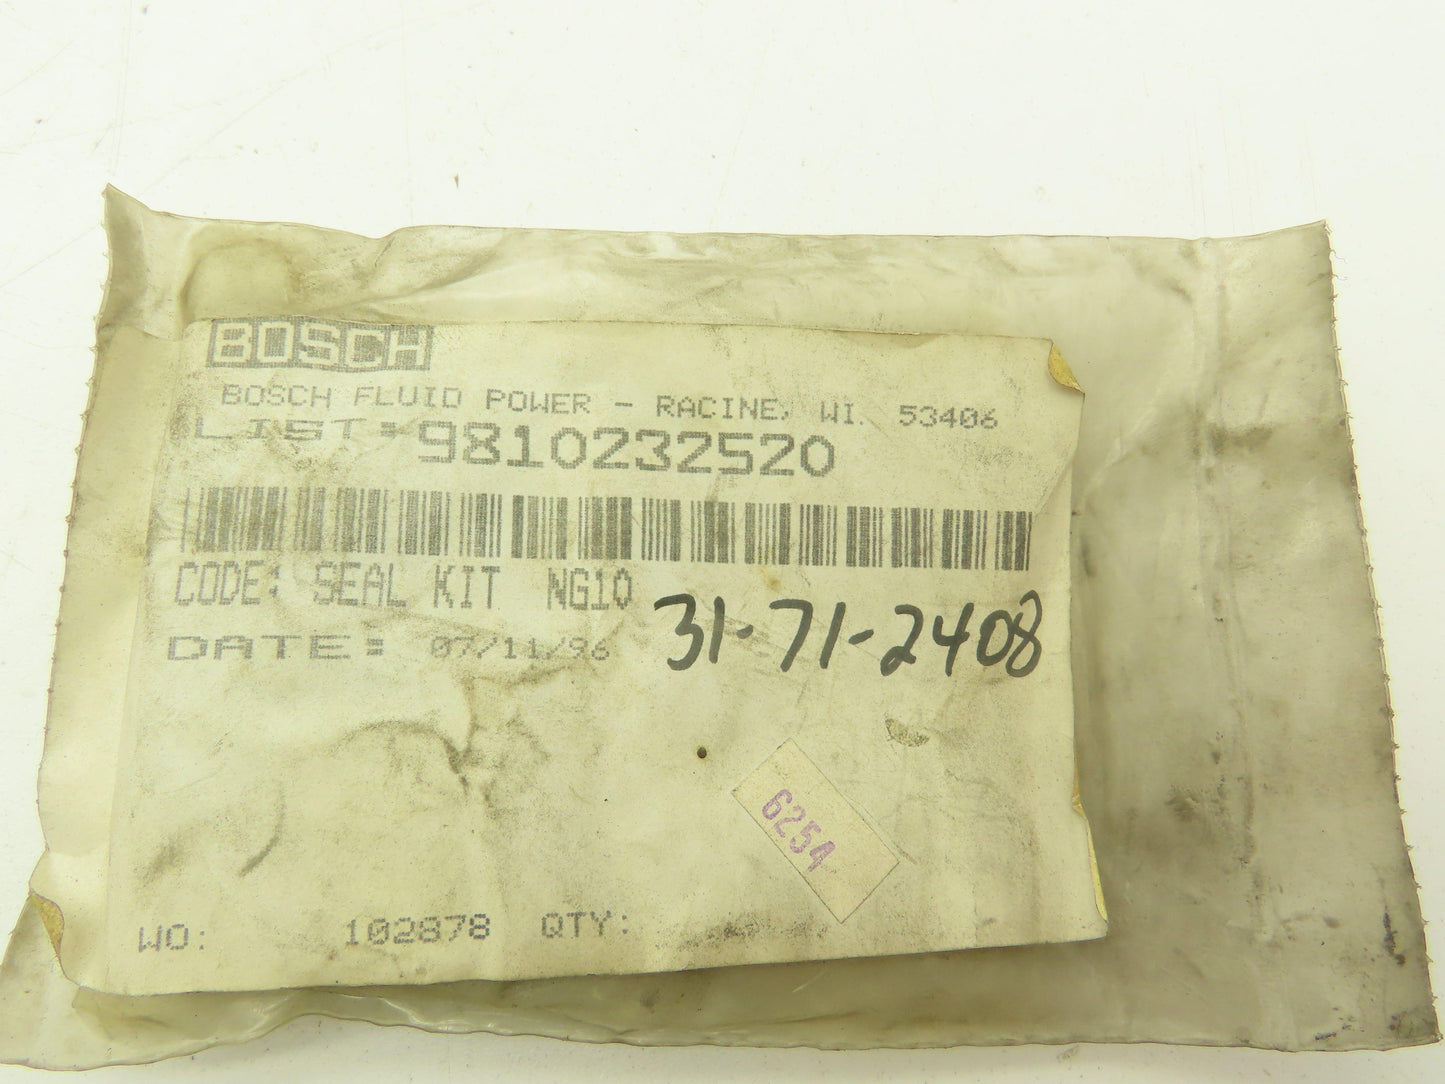 BOSCH
BOSCH FLUID POWER - RACINE, WI. 53406
LIST: 9810232520
CODE: SEAL KIT NG10
DATE: 07/11/96 31-71-2408
6254
WO: 102878 QTY: